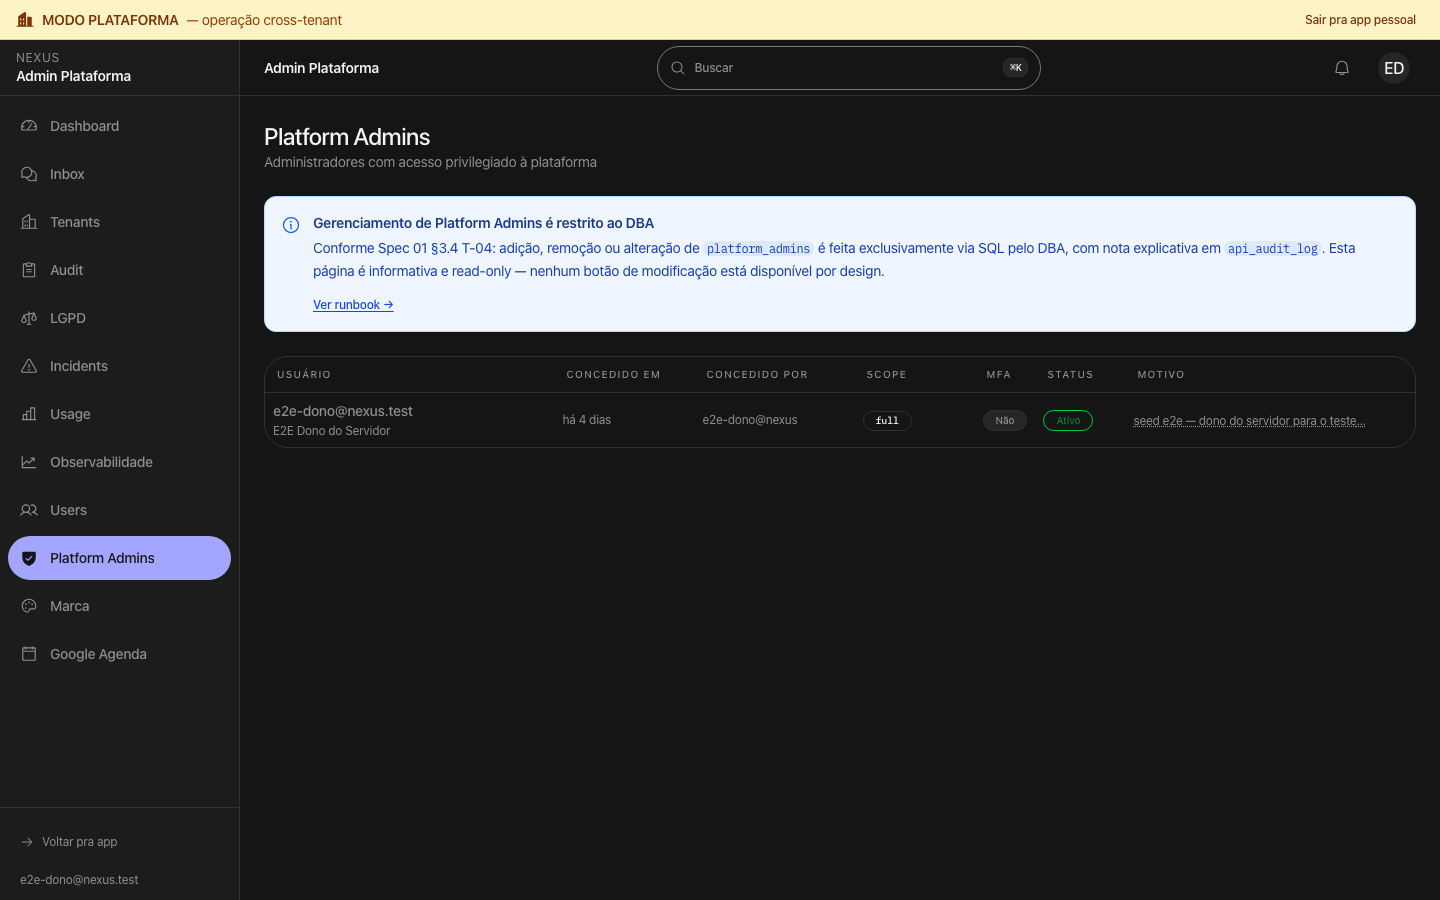 MODO PLATAFORMA — operação cross-tenant
Sair pra app pessoal
NEXUS
Admin Plataforma
Admin Plataforma
Buscar
⌘K
ED
Dashboard
Inbox
Tenants
Audit
LGPD
Incidents
Usage
Observabilidade
Users
Platform Admins
Marca
Google Agenda
Voltar pra app
e2e-dono@nexus.test
Platform Admins
Administradores com acesso privilegiado à plataforma
Gerenciamento de Platform Admins é restrito ao DBA
Conforme Spec 01 §3.4 T-04: adição, remoção ou alteração de platform_admins é feita exclusivamente via SQL pelo DBA, com nota explicativa em api_audit_log. Esta
página é informativa e read-only — nenhum botão de modificação está disponível por design.
Ver runbook →
USUÁRIO CONCEDIDO EM CONCEDIDO POR SCOPE MFA STATUS MOTIVO
e2e-dono@nexus.test há 4 dias e2e-dono@nexus full Não Ativo seed e2e — dono do servidor para o teste...
E2E Dono do Servidor